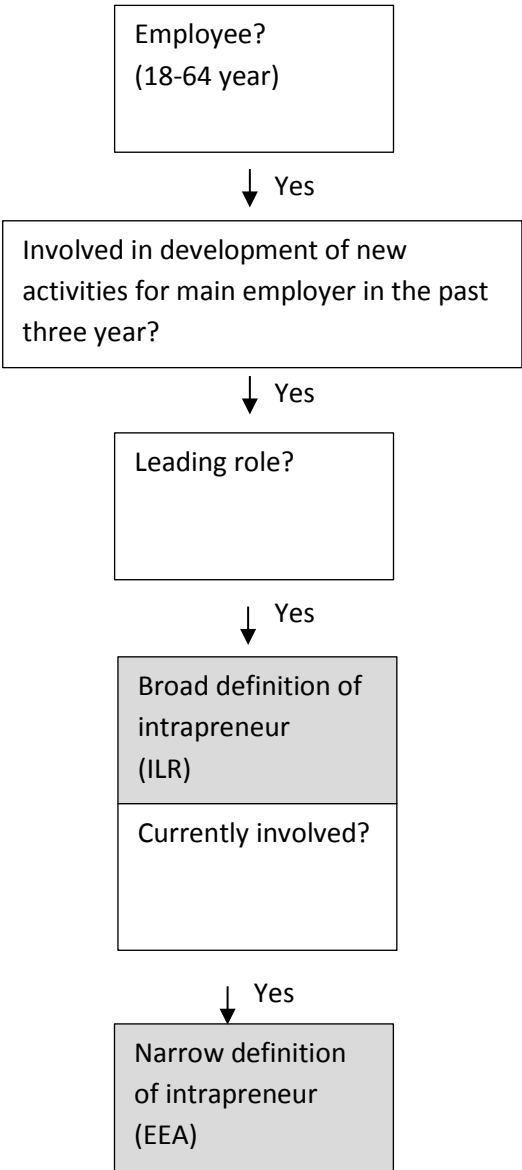 Employee?
(18-64 year)
Yes
Involved in development of new
activities for main employer in the past
three year?
Yes
Leading role?
Yes
Broad definition of
intrapreneur
(ILR)
Currently involved?
Yes
Narrow definition
of intrapreneur
(EEA)